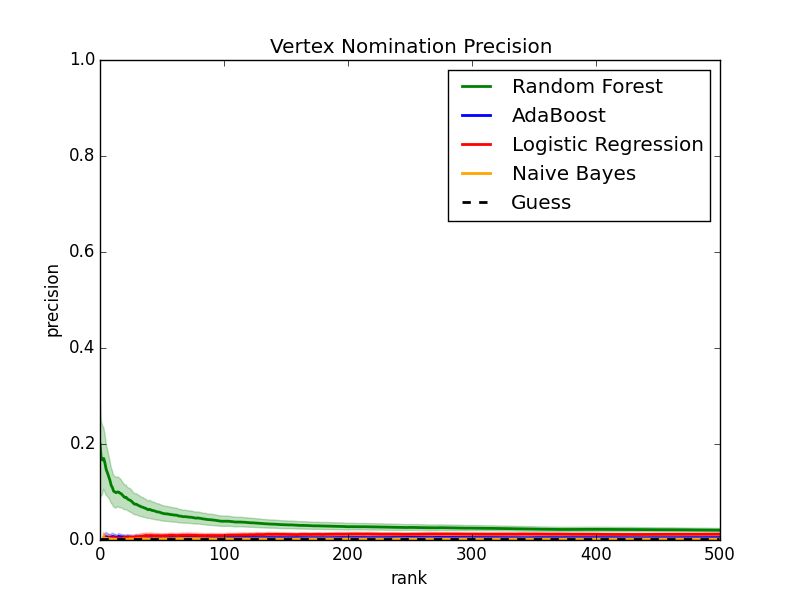 Vertex Nomination Precision
1.0
0.8
0.6
0.4
0.2
0.0
precision
Random Forest
AdaBoost
Logistic Regression
Naive Bayes
Guess
0
100
200
300
400
500
rank